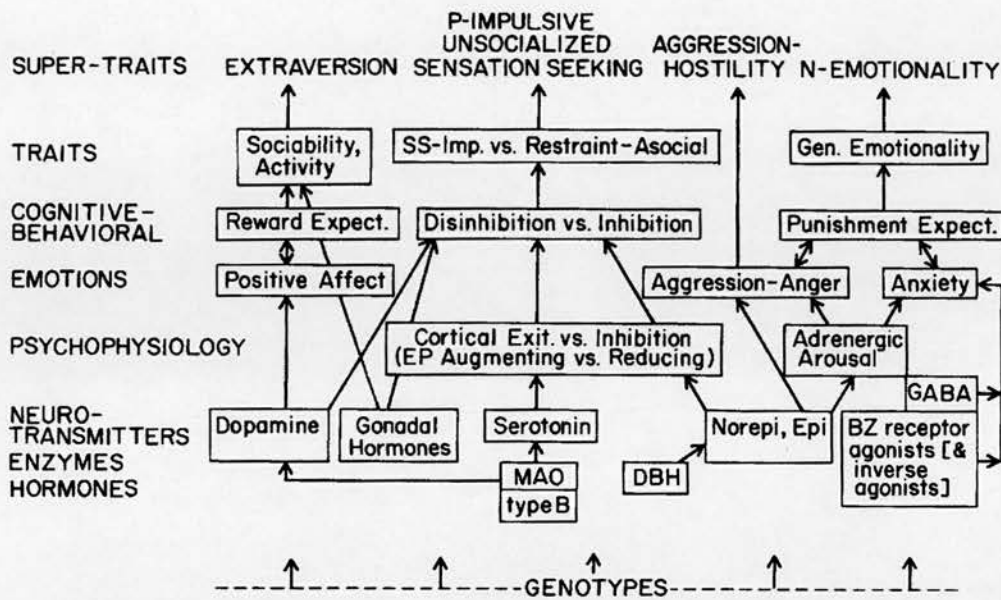 P-IMPULSIVE
UNSOCIALIZED
SENSATION SEEKING
AGGRESSION-
HOSTILITY
SUPER-TRAITS
EXTRAVERSION
N-EMOTIONALITY
TRAITS
Sociability,
Activity
SS-Imp. vs. Restraint-Asocial
Gen. Emotionality
COGNITIVE-
BEHAVIORAL
Reward Expect.
Disinhibition vs. Inhibition
Punishment Expect.
EMOTIONS
Positive Affect
Aggression-Anger
Anxiety
PSYCHOPHYSIOLOGY
Cortical Exit. vs. Inhibition
(EP Augmenting vs. Reducing)
Adrenergic
Arousal
GABA
NEURO-
TRANSMITTERS
ENZYMES
HORMONES
Dopamine
Gonadal
Hormones
Serotonin
MAO
type B
DBH
Norepi, Epi
BZ receptor
agonists [&
inverse
agonists]
GENOTYPES